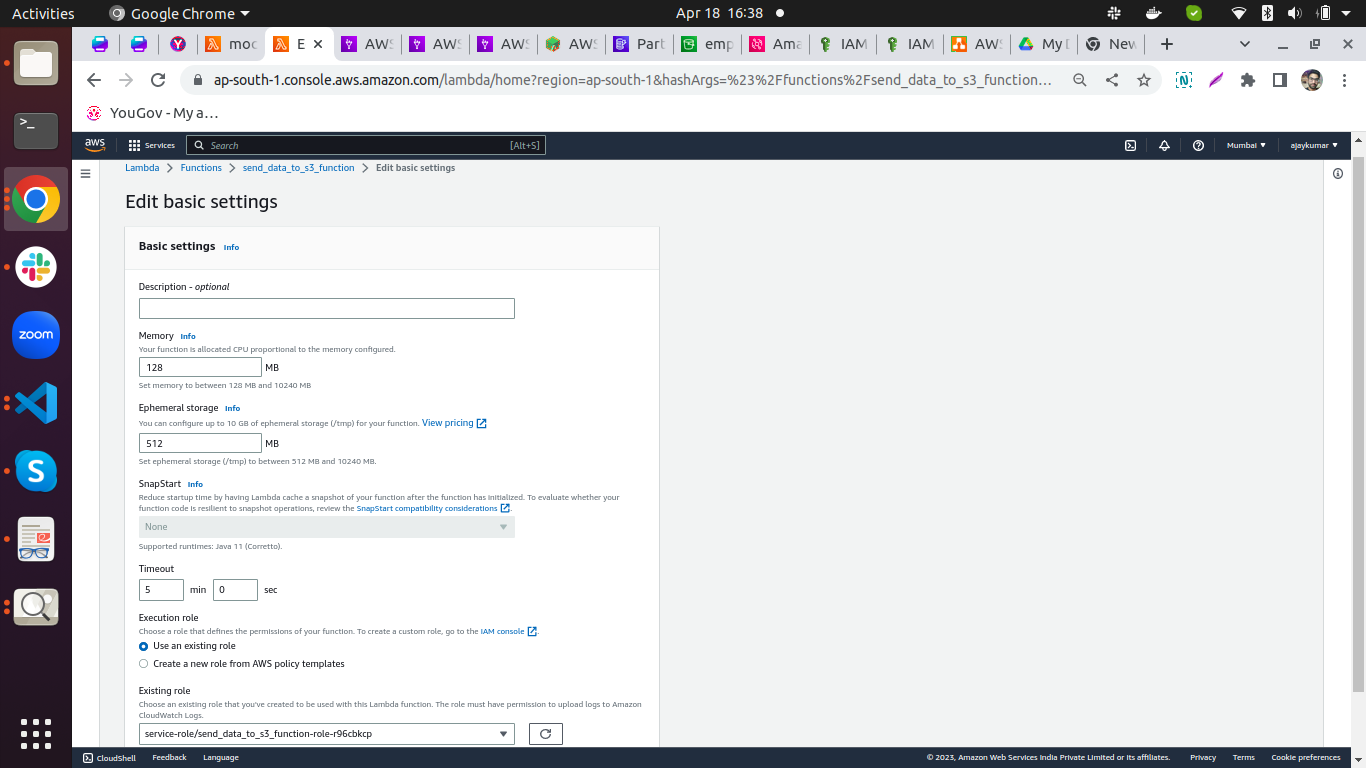 Activities Google Chrome Apr 18 16:38
moc E AWS AWS AWS AWS Part emp Ama IAM IAM AWS My D New
ap-south-1.console.aws.amazon.com/lambda/home?region=ap-south-1&hashArgs=%23%2Ffunctions%2Fsend_data_to_s3_function...
YouGov - My a...
aws Services Search [Alt+S] Mumbai ajaykumar
Lambda Functions send_data_to_s3_function Edit basic settings
Edit basic settings
Basic settings Info
Description - optional
Memory Info
Your function is allocated CPU proportional to the memory configured.
128 MB
Set memory to between 128 MB and 10240 MB
Ephemeral storage Info
You can configure up to 10 GB of ephemeral storage (/tmp) for your function. View pricing
512 MB
Set ephemeral storage (/tmp) to between 512 MB and 10240 MB.
SnapStart Info
Reduce startup time by having Lambda cache a snapshot of your function after the function has initialized. To evaluate whether your
function code is resilient to snapshot operations, review the SnapStart compatibility considerations.
None
Supported runtimes: Java 11 (Corretto).
Timeout
5 min 0 sec
Execution role
Choose a role that defines the permissions of your function. To create a custom role, go to the IAM console.
Use an existing role
Create a new role from AWS policy templates
Existing role
Choose an existing role that you've created to be used with this Lambda function. The role must have permission to upload logs to Amazon
CloudWatch Logs.
service-role/send_data_to_s3_function-role-r96cbkcp
zoom
CloudShell Feedback Language © 2023, Amazon Web Services India Private Limited or its affiliates. Privacy Terms Cookie preferences